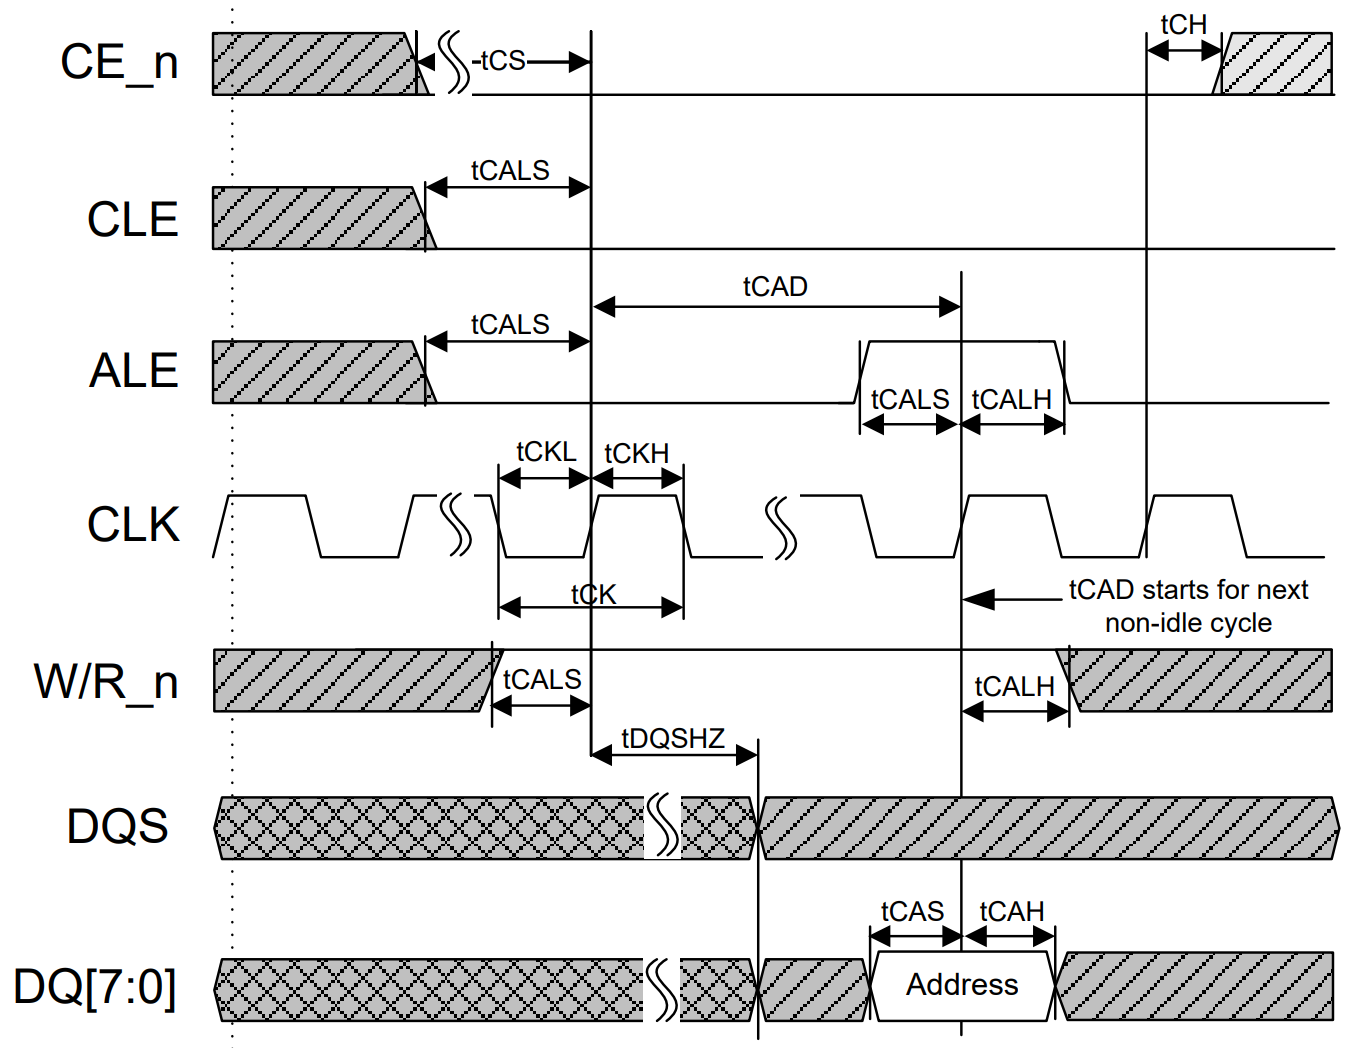 tCH
CE_n
tCS
tCALS
CLE
tCAD
tCALS
ALE
tCALS
tCALH
tCKL
tCKH
CLK
tCK
tCAD starts for next
non-idle cycle
W/R_n
tCALS
tCALH
tDQSHZ
DQS
tCAS
tCAH
DQ[7:0]
Address